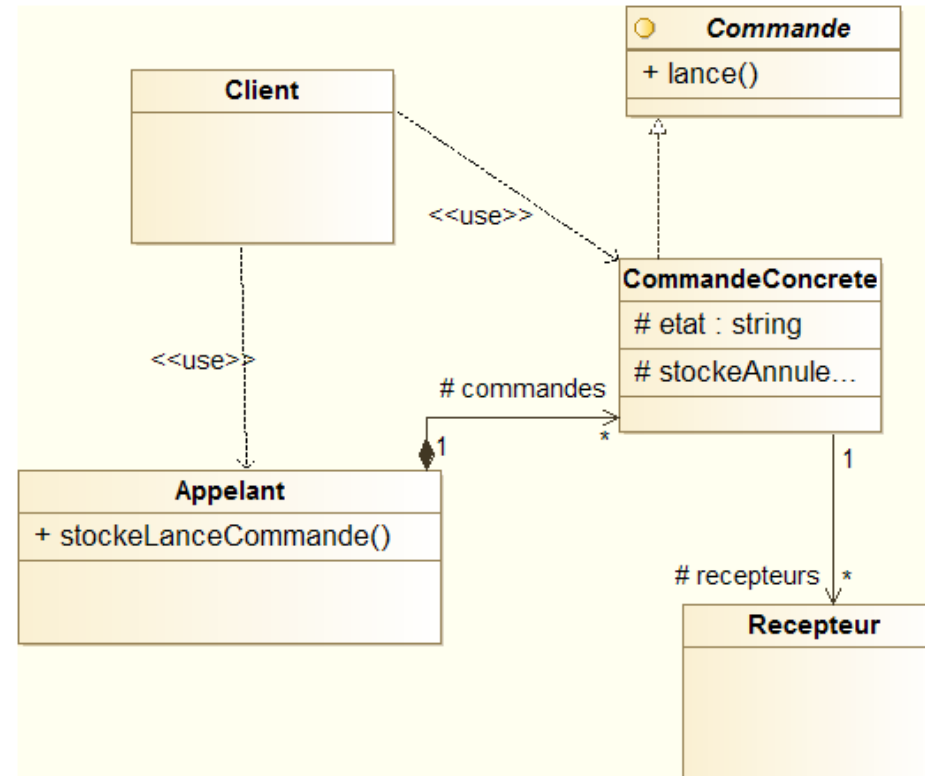 Commande
+ lance()
Client
<<use>>
CommandeConcrete
# etat : string
# stockeAnnule...
<<use>>
# commandes
*
1
Appelant
+ stockeLanceCommande()
1
# recepteurs
*
Recepteur